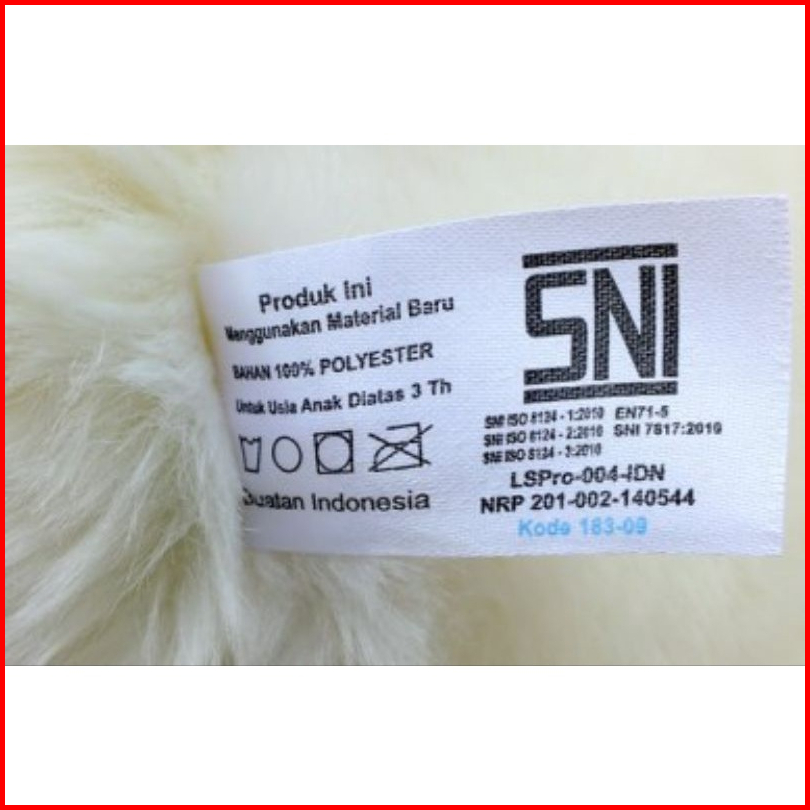 Produk Ini
Menggunakan Material Baru
BAHAN 100% POLYESTER
Untuk Usia Anak Diatas 3 Th
Buatan Indonesia
SNI
SNI ISO 8124 - 1:2010 EN71-5
SNI ISO 8124 - 2:2010 SNI 7617:2010
SNI ISO 8124 - 3:2010
LSPro-004-IDN
NRP 201-002-140544
Kode 183-09